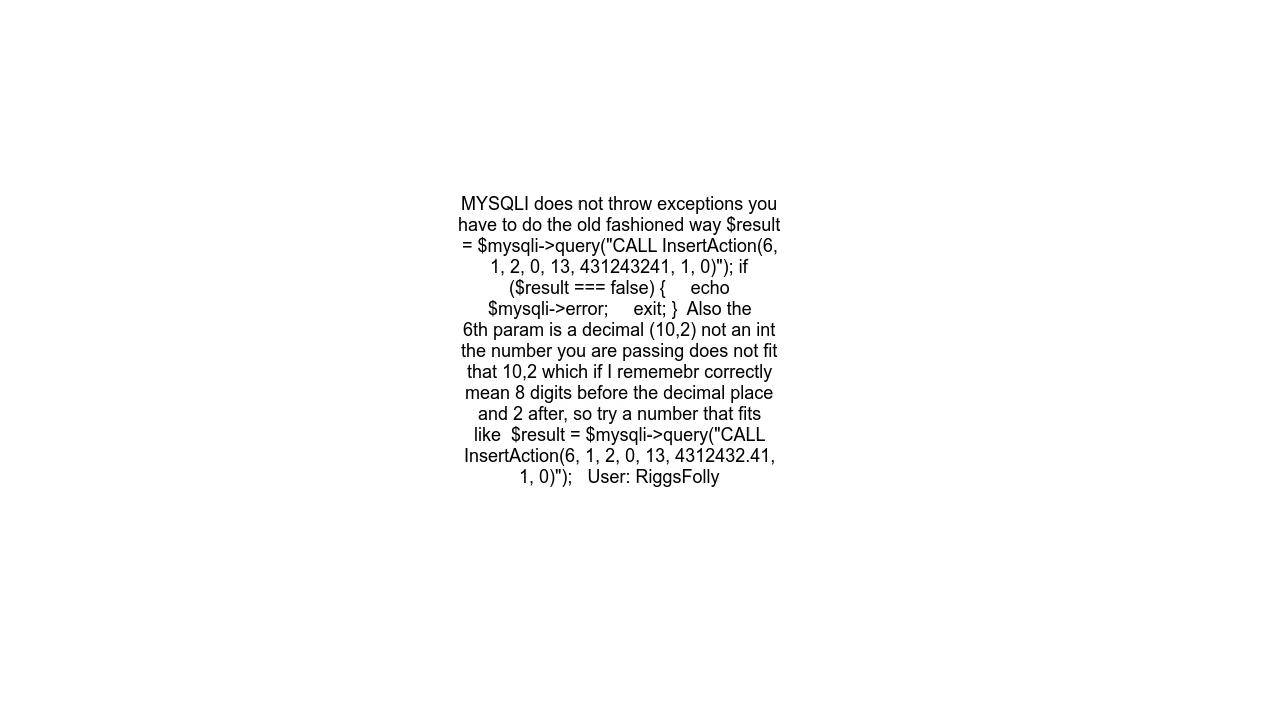 MYSQLI does not throw exceptions you
have to do the old fashioned way $result
= $mysqli->query("CALL InsertAction(6,
1, 2, 0, 13, 431243241, 1, 0)"); if
($result === false) {     echo
$mysqli->error;     exit; }  Also the
6th param is a decimal (10,2) not an int
the number you are passing does not fit
that 10,2 which if I rememebr correctly
mean 8 digits before the decimal place
and 2 after, so try a number that fits
like  $result = $mysqli->query("CALL
InsertAction(6, 1, 2, 0, 13, 4312432.41,
1, 0)");   User: RiggsFolly